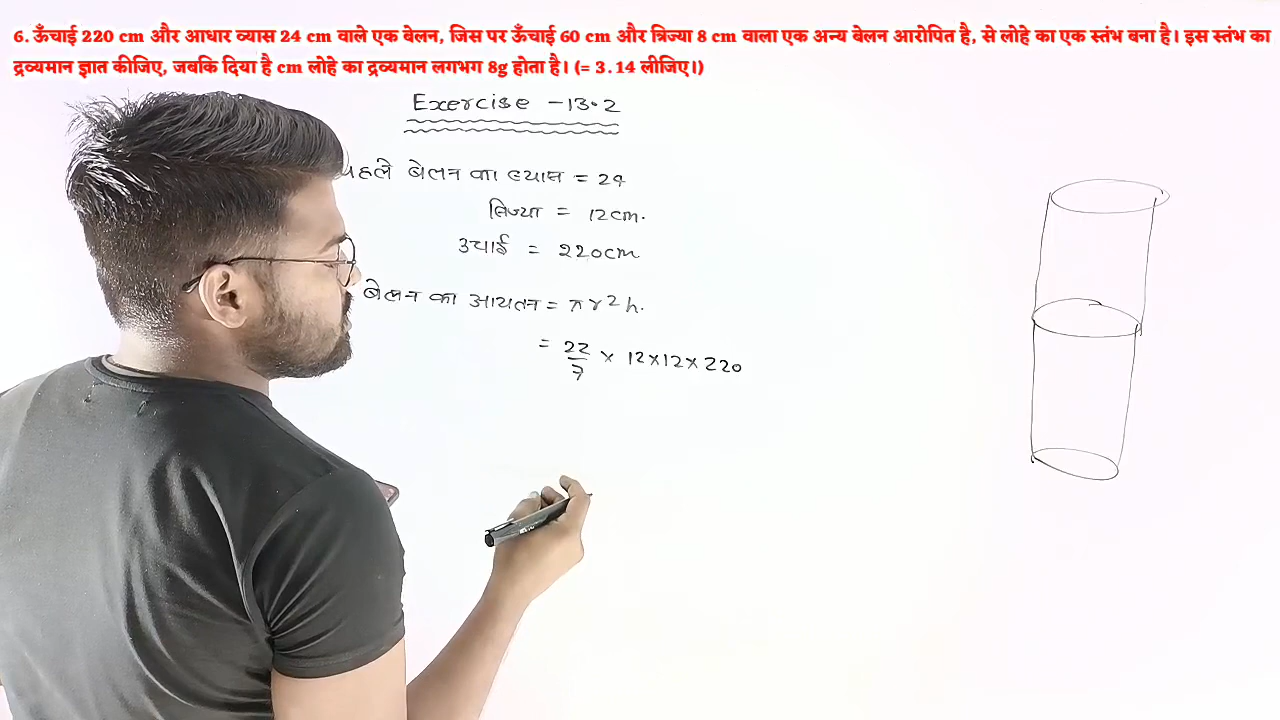 6. ऊँचाई 220 cm और आधार व्यास 24 cm वाले एक बेलन, जिस पर ऊँचाई 60 cm और त्रिज्या 8 cm वाला एक अन्य बेलन आरोपित है, से लोहे का एक स्तंभ बना है। इस स्तंभ का
द्रव्यमान ज्ञात कीजिए, जबकि दिया है cm लोहे का द्रव्यमान लगभग 8g होता है। (= 3.14 लीजिए।)
Exercise -13.2
पहले बेलन का व्यास = 24
त्रिज्या = 12cm.
उचाई = 220cm
बेलन का आयतन = πr2h.
= 22/7 × 12×12×220